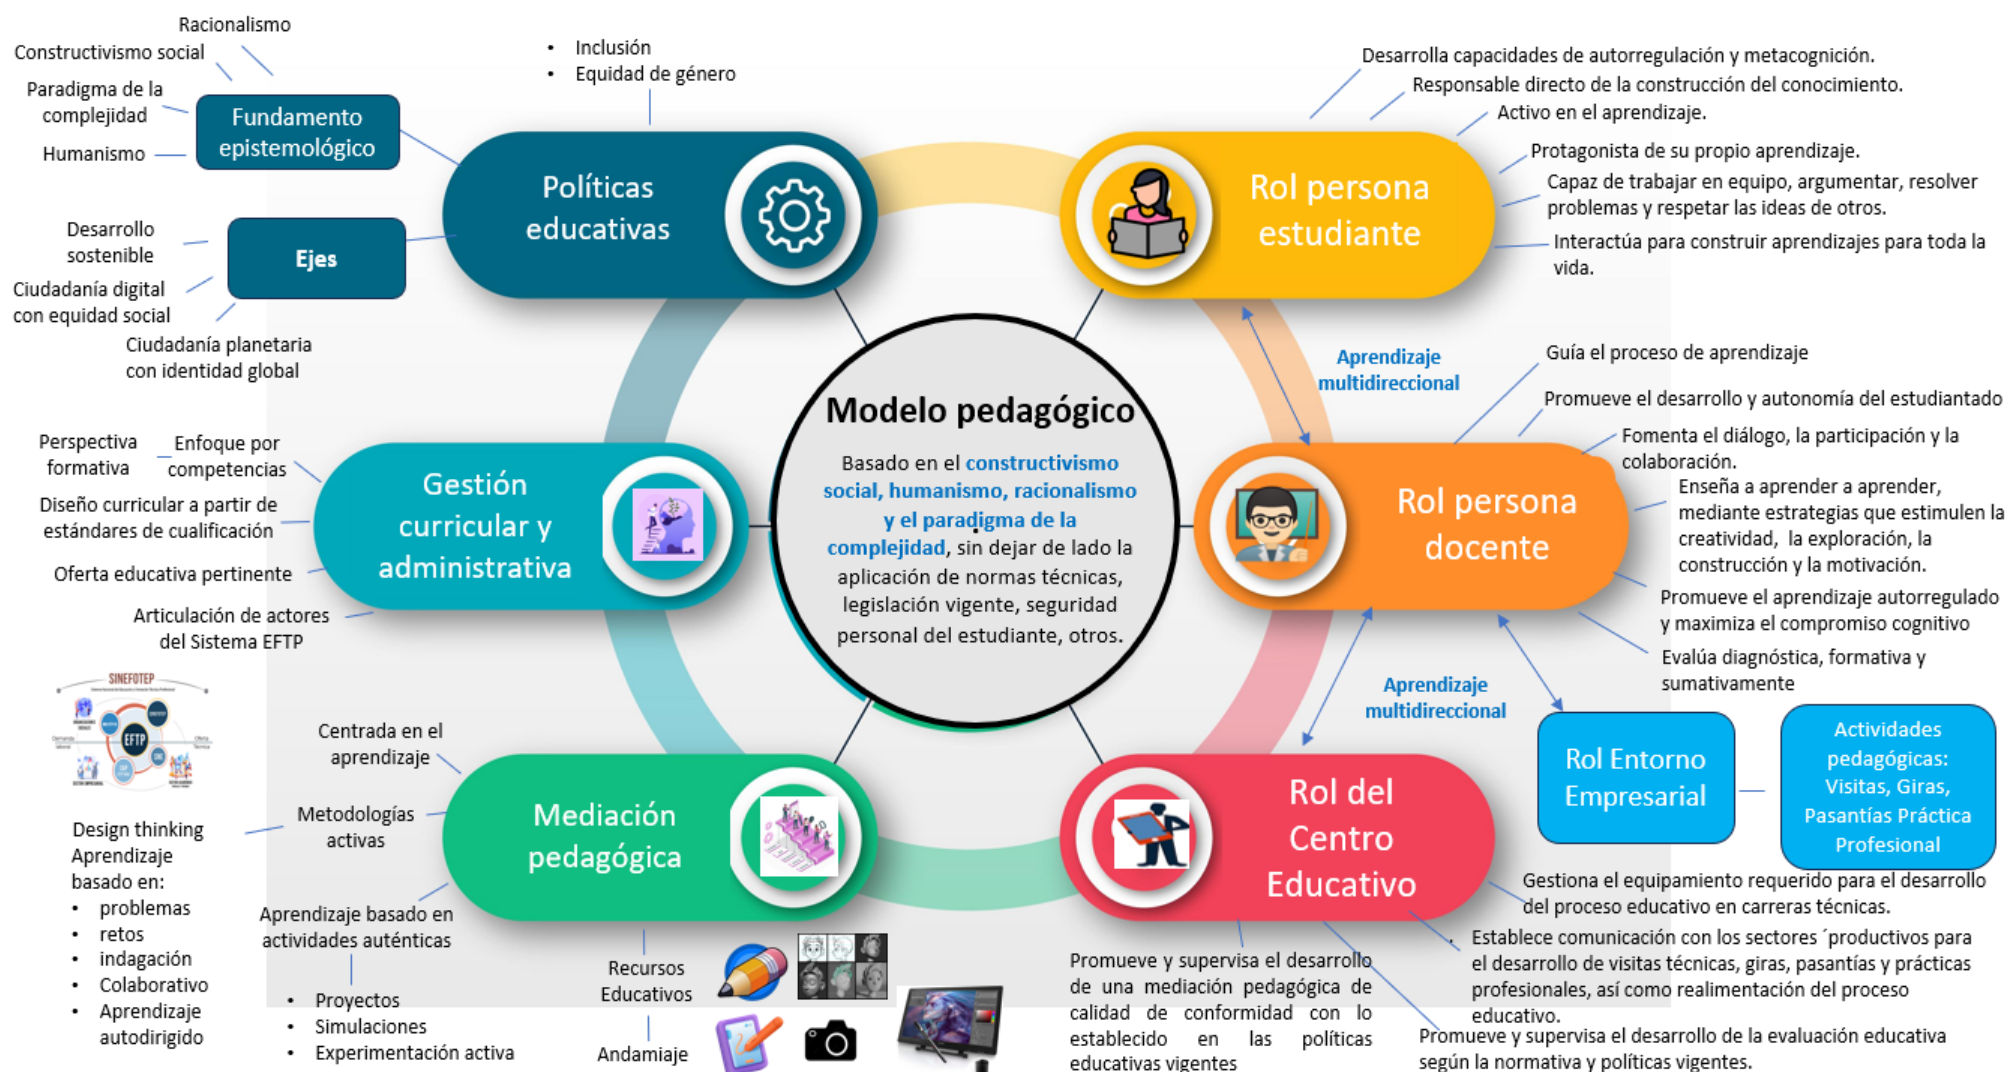 Racionalismo
Constructivismo social
Paradigma de la
complejidad
Humanismo
Fundamento
epistemológico
• Inclusión
• Equidad de género
Políticas
educativas
Desarrollo
sostenible
Ejes
Ciudadanía digital
con equidad social
Ciudadanía planetaria
con identidad global
Rol persona
estudiante
Desarrolla capacidades de autorregulación y metacognición.
Responsable directo de la construcción del conocimiento.
Activo en el aprendizaje.
Protagonista de su propio aprendizaje.
Capaz de trabajar en equipo, argumentar, resolver
problemas y respetar las ideas de otros.
Interactúa para construir aprendizajes para toda la
vida.
Aprendizaje
multidireccional
Modelo pedagógico
Basado en el constructivismo
social, humanismo, racionalismo
y el paradigma de la
complejidad, sin dejar de lado la
aplicación de normas técnicas,
legislación vigente, seguridad
personal del estudiante, otros.
Perspectiva
formativa
Enfoque por
competencias
Diseño curricular a partir de
estándares de cualificación
Oferta educativa pertinente
Articulación de actores
del Sistema EFTP
Gestión
curricular y
administrativa
Rol persona
docente
Guía el proceso de aprendizaje
Promueve el desarrollo y autonomía del estudiantado
Fomenta el diálogo, la participación y la
colaboración.
Enseña a aprender a aprender,
mediante estrategias que estimulen la
creatividad, la exploración, la
construcción y la motivación.
Promueve el aprendizaje autorregulado
y maximiza el compromiso cognitivo
Evalúa diagnóstica, formativa y
sumativamente
Aprendizaje
multidireccional
Rol Entorno
Empresarial
Actividades
pedagógicas:
Visitas, Giras,
Pasantías Práctica
Profesional
SINEFOTEP
EFTP
Centrada en el
aprendizaje
Metodologías
activas
Design thinking
Aprendizaje
basado en:
• problemas
• retos
• indagación
• Colaborativo
• Aprendizaje
autodirigido
Aprendizaje basado en
actividades auténticas
• Proyectos
• Simulaciones
• Experimentación activa
Mediación
pedagógica
Recursos
Educativos
Andamiaje
Rol del
Centro
Educativo
Gestiona el equipamiento requerido para el desarrollo
del proceso educativo en carreras técnicas.
Establece comunicación con los sectores ´productivos para
el desarrollo de visitas técnicas, giras, pasantías y prácticas
profesionales, así como realimentación del proceso
educativo.
Promueve y supervisa el desarrollo de la evaluación educativa
según la normativa y políticas vigentes.
Promueve y supervisa el desarrollo
de una mediación pedagógica de
calidad de conformidad con lo
establecido en las políticas
educativas vigentes